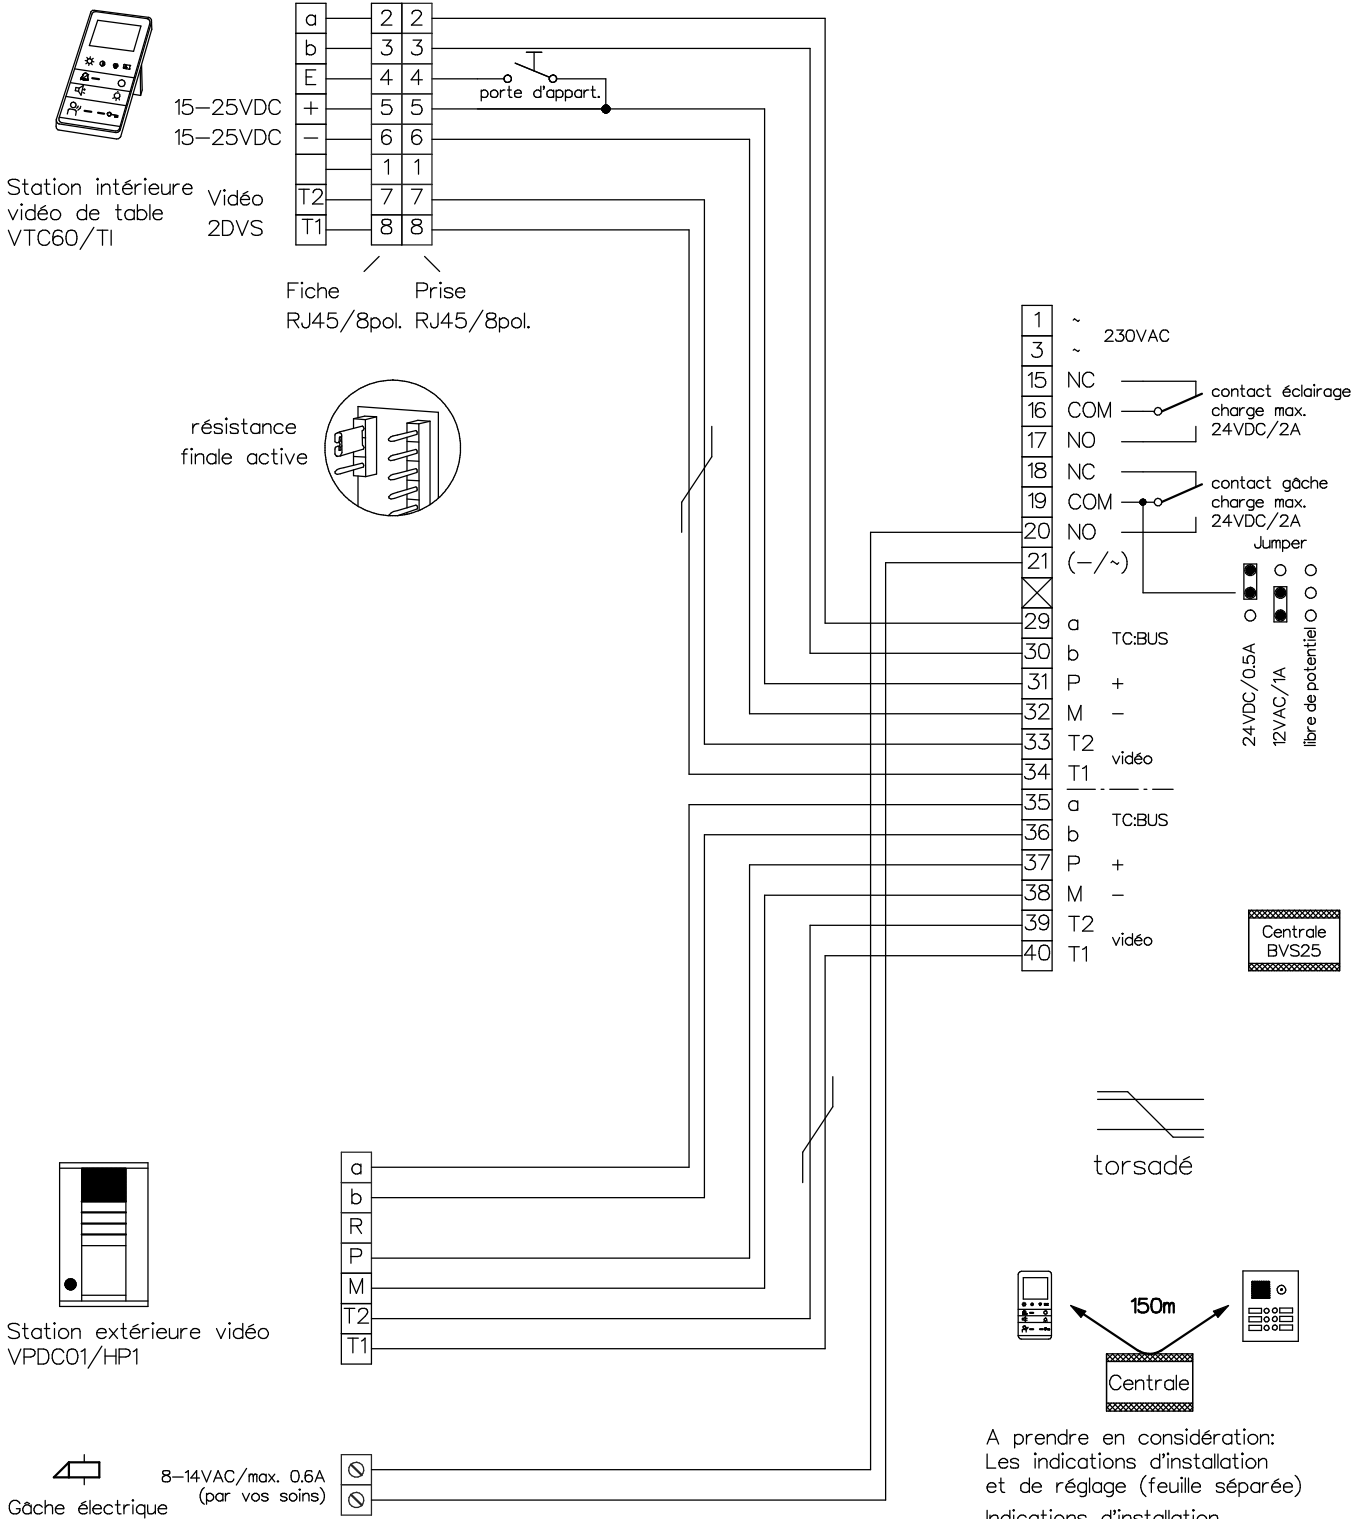 a 2 2
b 3 3
E 4 4
porte d'appart.
15-25VDC + 5 5
15-25VDC - 6 6
1 1
Vidéo T2 7 7
2DVS T1 8 8
Station intérieure
vidéo de table
VTC60/TI
Fiche
RJ45/8pol.
Prise
RJ45/8pol.
résistance
finale active
1 ~
230VAC
3 ~
15 NC
16 COM
17 NO
contact éclairage
charge max.
24VDC/2A
18 NC
19 COM
20 NO
contact gâche
charge max.
24VDC/2A
Jumper
21 (-/~)
24VDC/0.5A
12VAC/1A
libre de potentiel
29 a
TC:BUS
30 b
31 P +
32 M -
33 T2
vidéo
34 T1
35 a
TC:BUS
36 b
37 P +
38 M -
39 T2
vidéo
40 T1
Centrale
BVS25
torsadé
a
b
R
P
M
T2
T1
Station extérieure vidéo
VPDC01/HP1
150m
Centrale
8-14VAC/max. 0.6A
(par vos soins)
Gâche électrique
A prendre en considération:
Les indications d'installation
et de réglage (feuille séparée)
Indications d'installation